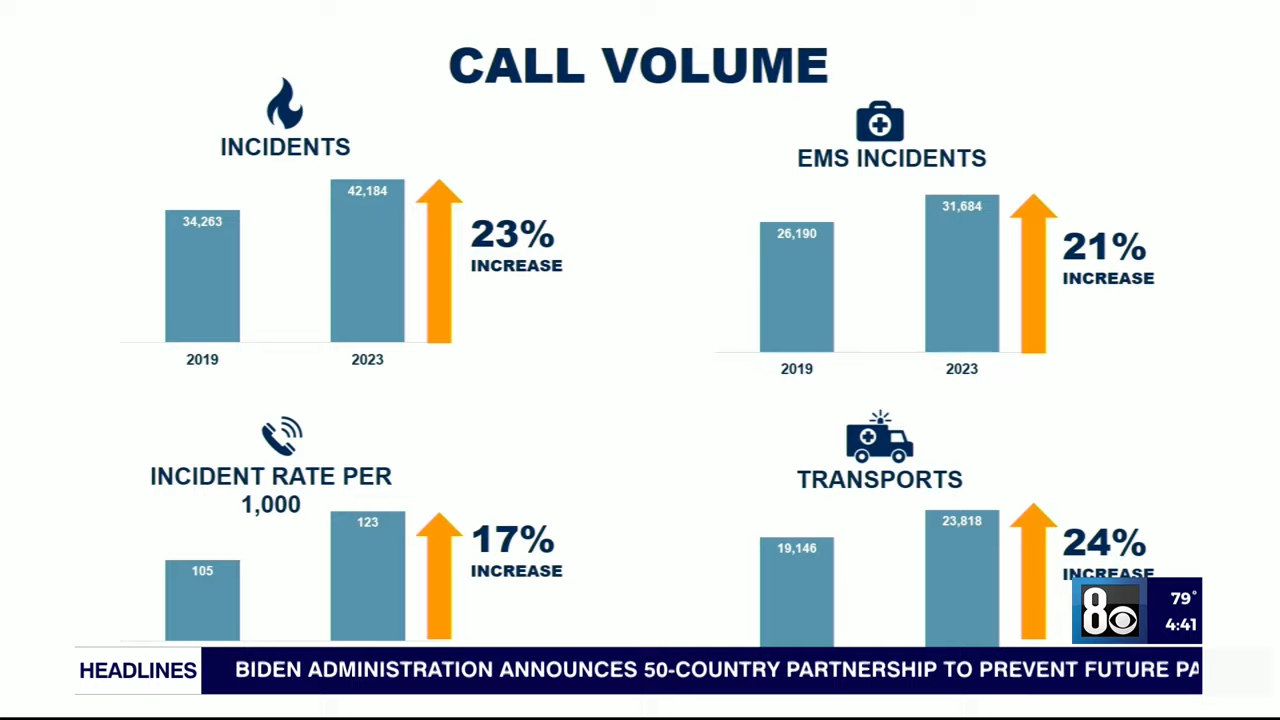 CALL VOLUME
INCIDENTS
34,263
42,184
23%
INCREASE
2019
2023
EMS INCIDENTS
26,190
31,684
21%
INCREASE
2019
2023
INCIDENT RATE PER
1,000
105
123
17%
INCREASE
TRANSPORTS
19,146
23,818
24%
INCREASE
8
79°
4:41
HEADLINES
BIDEN ADMINISTRATION ANNOUNCES 50-COUNTRY PARTNERSHIP TO PREVENT FUTURE PA